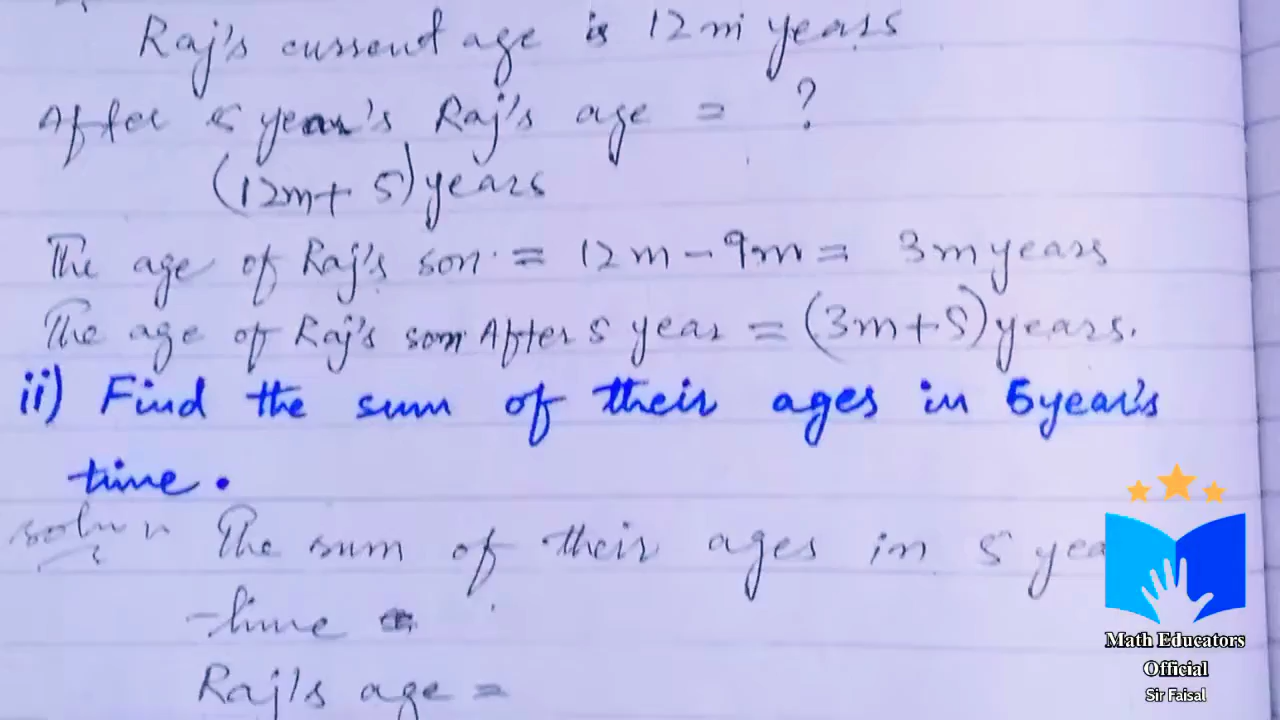 Raj's current age is 12m years
After 5 year's Raj's age = ?
(12m+ 5) years
The age of Raj's son = 12m - 9m = 3m years
The age of Raj's son After 5 year = (3m+5) years.
ii) Find the sum of their ages in 5 year's
time.
The sum of their ages in 5
time
Raj's age =
Math Educators
Official
Sir Faisal